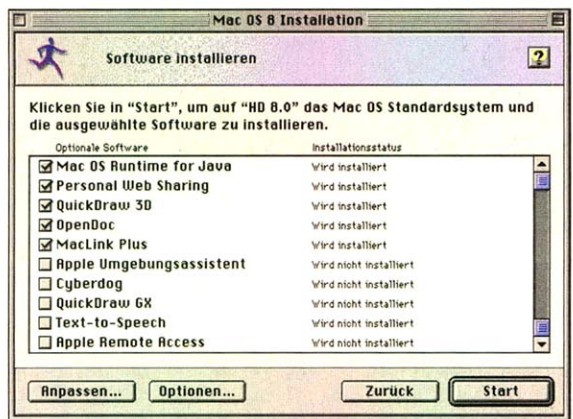 Mac OS 8 Installation
Software installieren
?
Klicken Sie in “Start”, um auf “HD 8.0” das Mac OS Standardsystem und
die ausgewählte Software zu installieren.
Optionale Software Installationsstatus
Mac OS Runtime for Java Wird installiert
Personal Web Sharing Wird installiert
QuickDraw 3D Wird installiert
OpenDoc Wird installiert
MacLink Plus Wird installiert
Apple Umgebungsassistent Wird nicht installiert
Cyberdog Wird nicht installiert
QuickDraw GX Wird nicht installiert
Text-to-Speech Wird nicht installiert
Apple Remote Access Wird nicht installiert
Anpassen... Optionen... Zurück Start